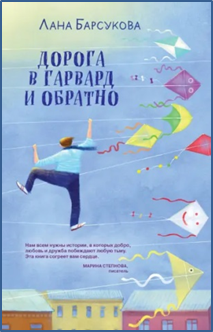 ЛАНА БАРСУКОВА
ДОРОГА
В ГАРВАРД
И ОБРАТНО
Нам всем нужны истории, в которых добро,
любовь и дружба побеждают любую тьму.
Эта книга согреет вам сердце.
МАРИНА СТЕПНОВА,
писатель